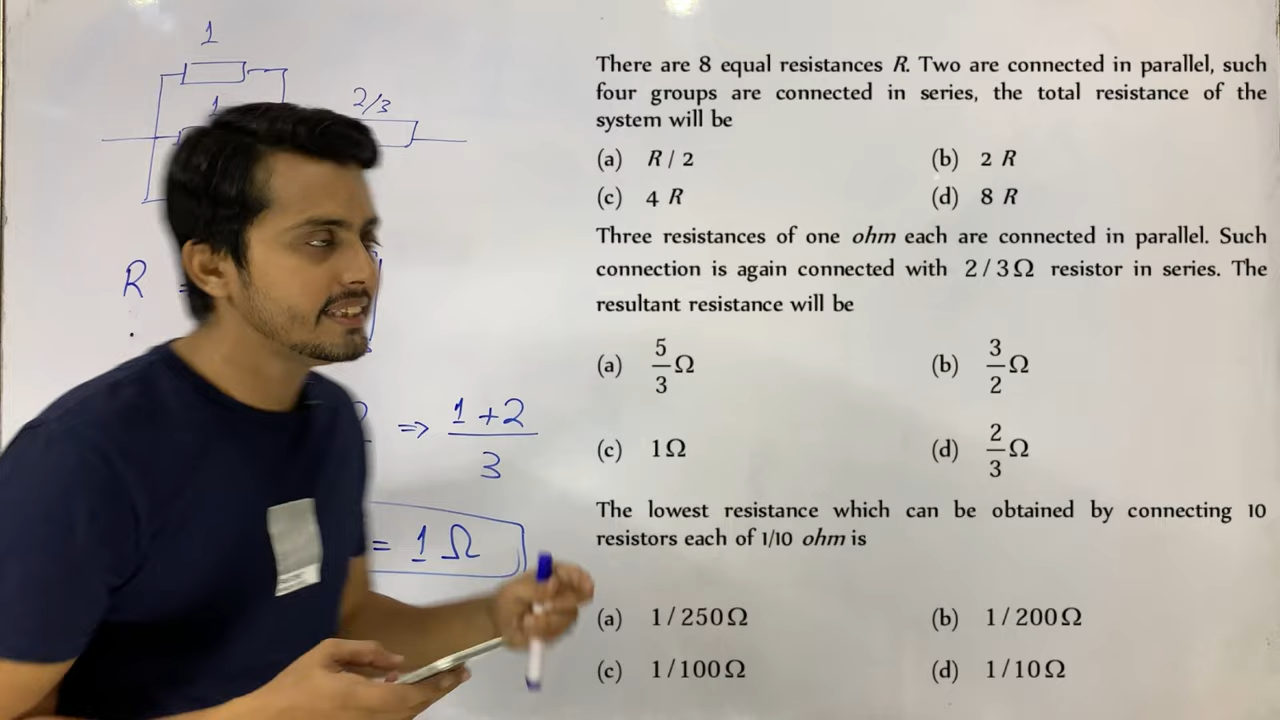 1
1
2/3
R =
⇒ 1 + 2
3
= 1 Ω
There are 8 equal resistances R. Two are connected in parallel, such
four groups are connected in series, the total resistance of the
system will be
(a) R / 2 (b) 2 R
(c) 4 R (d) 8 R
Three resistances of one ohm each are connected in parallel. Such
connection is again connected with 2 / 3 Ω resistor in series. The
resultant resistance will be
(a) 5/3 Ω (b) 3/2 Ω
(c) 1 Ω (d) 2/3 Ω
The lowest resistance which can be obtained by connecting 10
resistors each of 1/10 ohm is
(a) 1 / 250 Ω (b) 1 / 200 Ω
(c) 1 / 100 Ω (d) 1 / 10 Ω